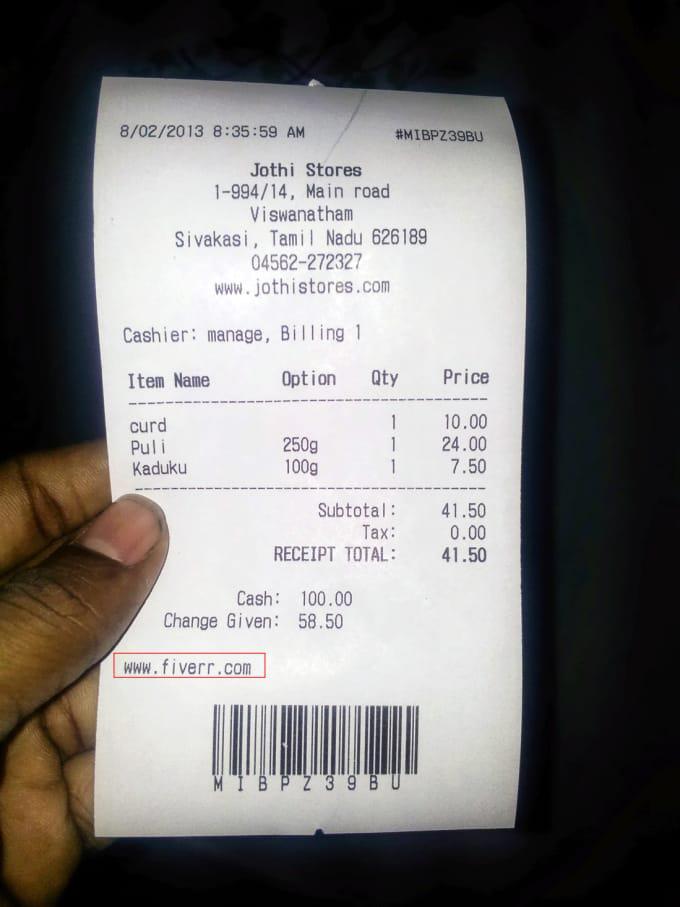 8/02/2013 8:35:59 AM #MIBPZ39BU
Jothi Stores
1-994/14, Main road
Viswanatham
Sivakasi, Tamil Nadu 626189
04562-272327
www.jothistores.com
Cashier: manage, Billing 1
Item Name Option Qty Price
curd 1 10.00
Puli 250g 1 24.00
Kaduku 100g 1 7.50
Subtotal: 41.50
Tax: 0.00
RECEIPT TOTAL: 41.50
Cash: 100.00
Change Given: 58.50
www.fiverr.com
MIBPZ39BU